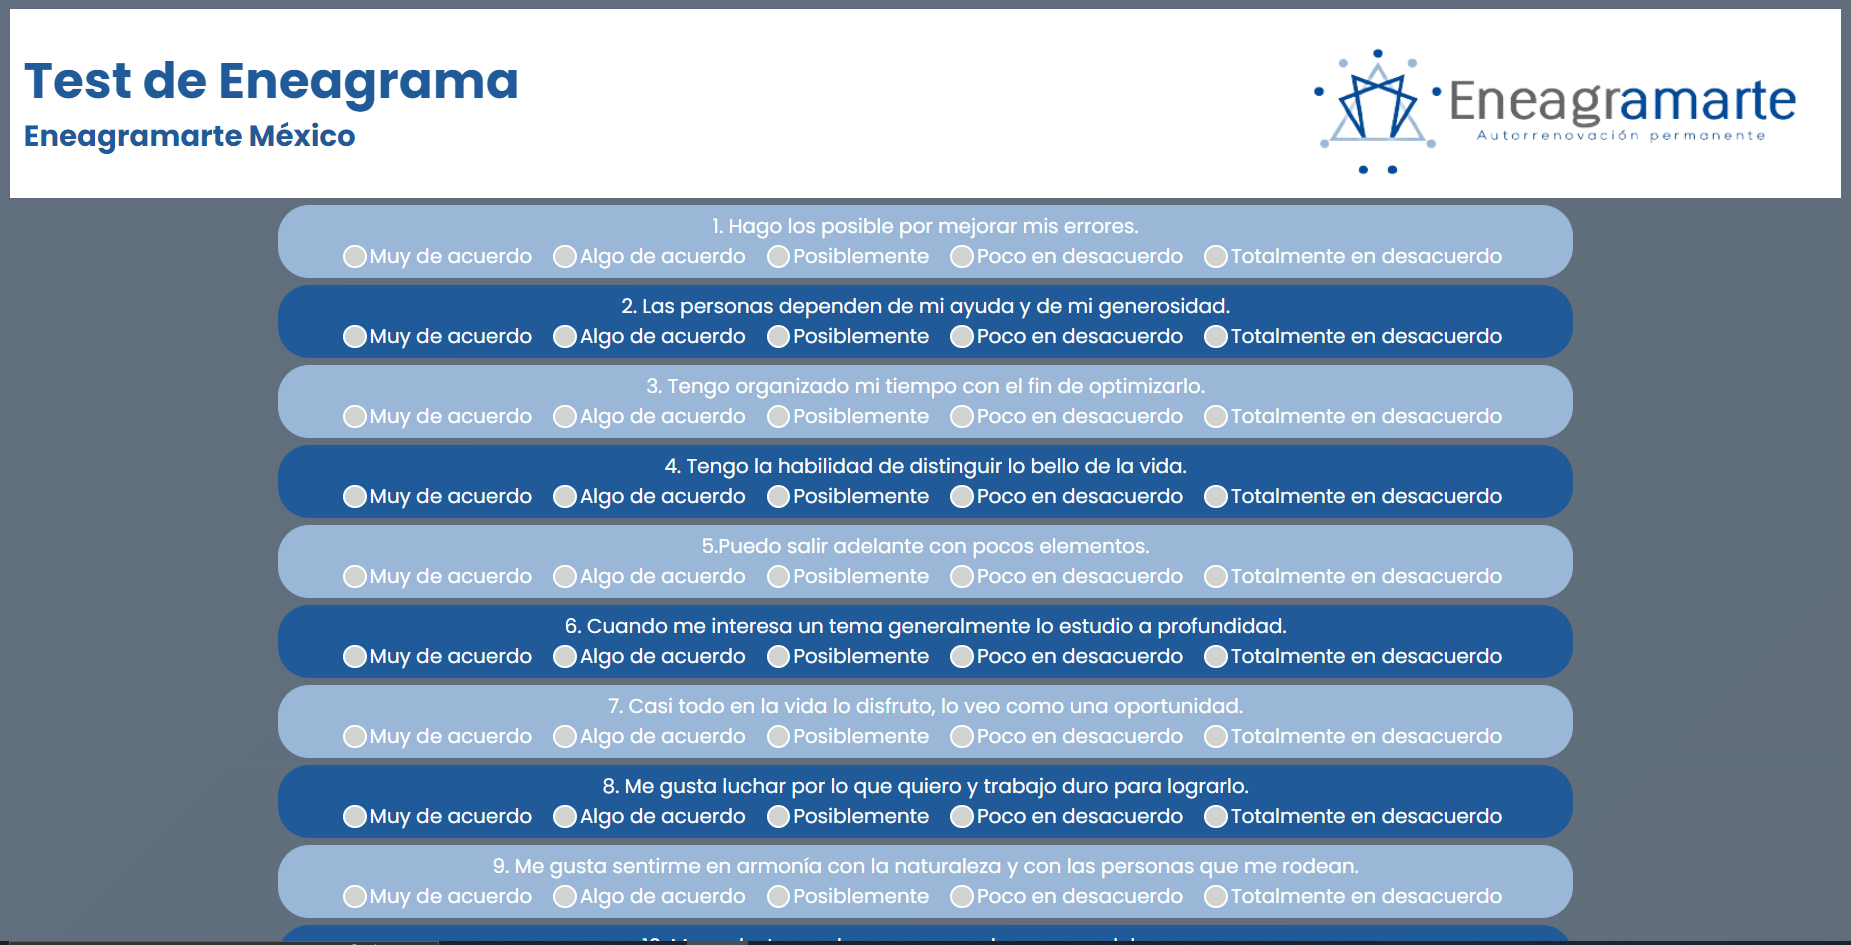 Test de Eneagrama
Eneagramarte México
Eneagramarte
Autorrenovación permanente
1. Hago los posible por mejorar mis errores.
Muy de acuerdo Algo de acuerdo Posiblemente Poco en desacuerdo Totalmente en desacuerdo
2. Las personas dependen de mi ayuda y de mi generosidad.
Muy de acuerdo Algo de acuerdo Posiblemente Poco en desacuerdo Totalmente en desacuerdo
3. Tengo organizado mi tiempo con el fin de optimizarlo.
Muy de acuerdo Algo de acuerdo Posiblemente Poco en desacuerdo Totalmente en desacuerdo
4. Tengo la habilidad de distinguir lo bello de la vida.
Muy de acuerdo Algo de acuerdo Posiblemente Poco en desacuerdo Totalmente en desacuerdo
5.Puedo salir adelante con pocos elementos.
Muy de acuerdo Algo de acuerdo Posiblemente Poco en desacuerdo Totalmente en desacuerdo
6. Cuando me interesa un tema generalmente lo estudio a profundidad.
Muy de acuerdo Algo de acuerdo Posiblemente Poco en desacuerdo Totalmente en desacuerdo
7. Casi todo en la vida lo disfruto, lo veo como una oportunidad.
Muy de acuerdo Algo de acuerdo Posiblemente Poco en desacuerdo Totalmente en desacuerdo
8. Me gusta luchar por lo que quiero y trabajo duro para lograrlo.
Muy de acuerdo Algo de acuerdo Posiblemente Poco en desacuerdo Totalmente en desacuerdo
9. Me gusta sentirme en armonía con la naturaleza y con las personas que me rodean.
Muy de acuerdo Algo de acuerdo Posiblemente Poco en desacuerdo Totalmente en desacuerdo